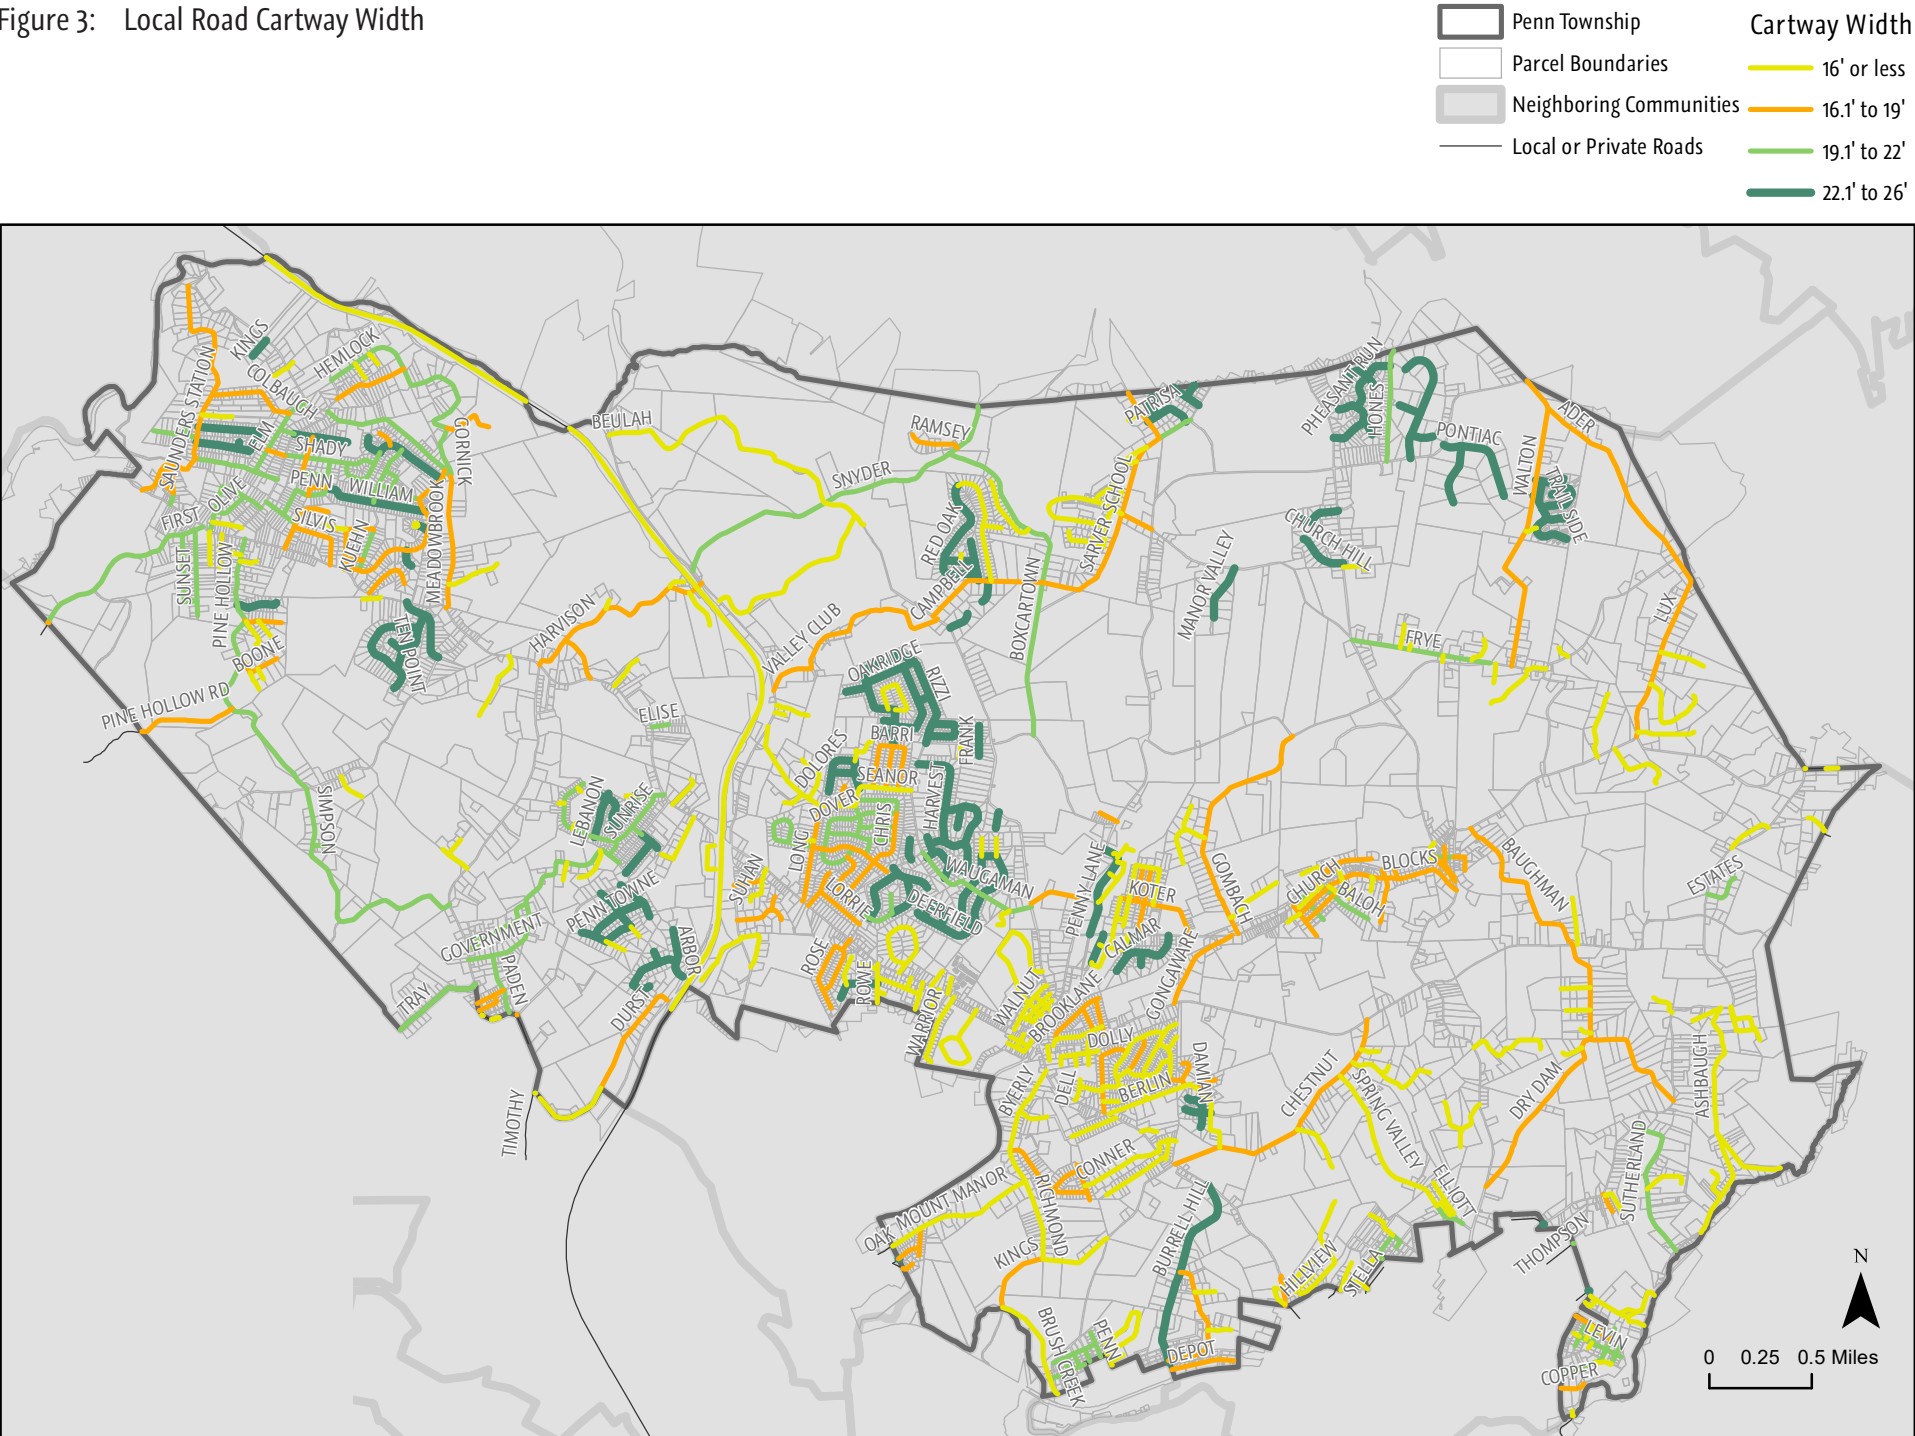 Figure 3: Local Road Cartway Width
Penn Township
Parcel Boundaries
Neighboring Communities
Local or Private Roads
Cartway Width
16' or less
16.1' to 19'
19.1' to 22'
22.1' to 26'
KINGS
HEMLOCK
COLBAUGH
SAUNDERS STATION
ELM
SHADY
GORNICK
PENN
WILLIAM
OLIVE
FIRST
SILVIS
KUEHN
MEADOWBROOK
SUNSET
PINE HOLLOW
BOONE
TEN POINT
PINE HOLLOW RD
HARVISON
ELISE
SIMPSON
LEBANON
SUNRISE
PENN TOWNE
GOVERNMENT
PADEN
TRAY
ARBOR
DURST
TIMOTHY
BEULAH
SNYDER
RAMSEY
RED OAK
CAMPBELL
BOXCARTOWN
VALLEY CLUB
OAKRIDGE
RIZZI
BARRI
FRANK
DOLORES
SEANOR
DOVER
CHRIS
HARVEST
LONG
SUHAN
LORRIE
WAUGAMAN
DEERFIELD
ROSE
ROWE
WARRIOR
WALNUT
PATRISA
SARVER SCHOOL
MANOR VALLEY
PHEASANT RUN
HONES
PONTIAC
WALTON
ADER
TRAIL SIDE
CHURCH HILL
FRYE
LUX
PENNY LANE
KOTER
CALMAR
GOMBACH
CHURCH
BALOH
BLOCKS
BAUGHMAN
ESTATES
GONGAWARE
BROOKLANE
DOLLY
BYERLY
DELL
BERLIN
DAMIAN
CHESTNUT
SPRING VALLEY
DRY DAM
ASHBAUGH
CONNER
OAK MOUNT MANOR
RICHMOND
KINGS
BURRELL HILL
ELLIOTT
SUTHERLAND
THOMPSON
HILLVIEW
STELLA
BRUSH CREEK
PENN
DEPOT
LEVIN
COPPER
N
0 0.25 0.5 Miles